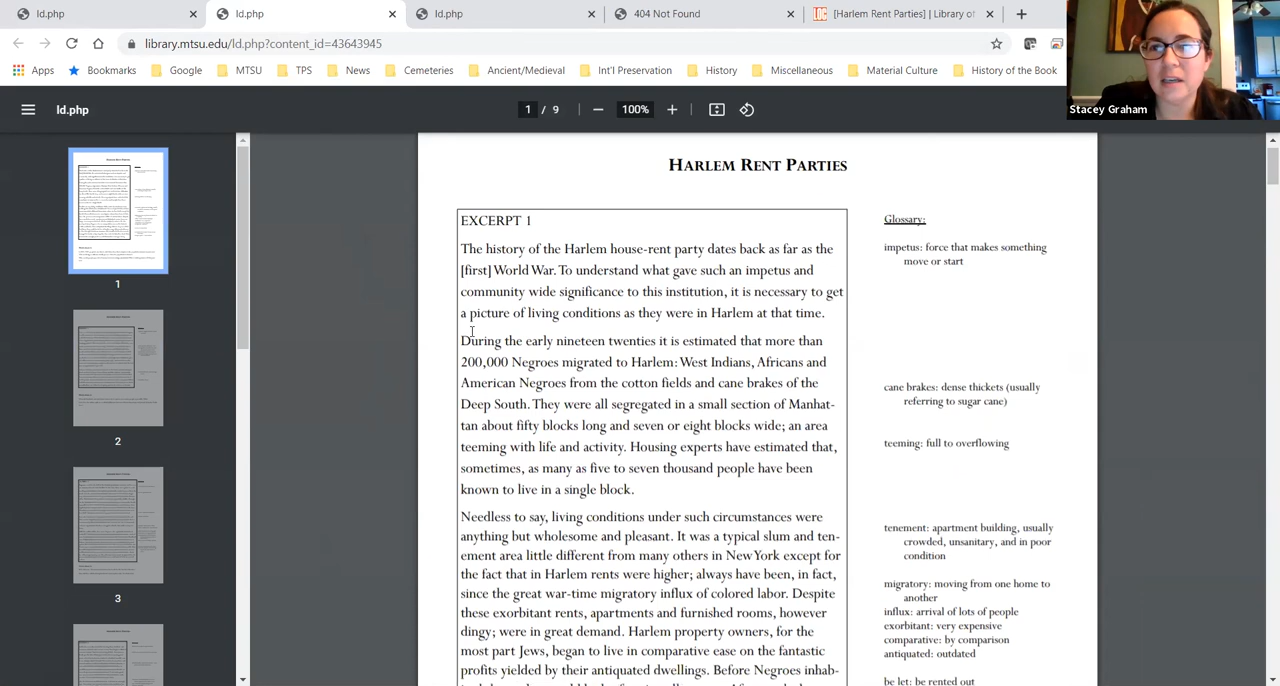 ld.php
ld.php
ld.php
404 Not Found
[Harlem Rent Parties] | Library of
library.mtsu.edu/ld.php?content_id=43643945
Apps Bookmarks Google MTSU TPS News Cemeteries Ancient/Medieval Int'l Preservation History Miscellaneous Material Culture History of the Book
Stacey Graham
ld.php
1 / 9
100%
1
2
3
HARLEM RENT PARTIES
EXCERPT 1
The history of the Harlem house-rent party dates back as far as the
[first] World War. To understand what gave such an impetus and
community wide significance to this institution, it is necessary to get
a picture of living conditions as they were in Harlem at that time.
During the early nineteen twenties it is estimated that more than
200,000 Negroes migrated to Harlem: West Indians, Africans and
American Negroes from the cotton fields and cane brakes of the
Deep South. They were all segregated in a small section of Manhat-
tan about fifty blocks long and seven or eight blocks wide; an area
teeming with life and activity. Housing experts have estimated that,
sometimes, as many as five to seven thousand people have been
known to live in a single block.
Needless to say, living conditions under such circumstances were
anything but wholesome and pleasant. It was a typical slum and ten-
ement area little different from many others in New York except for
the fact that in Harlem rents were higher; always have been, in fact,
since the great war-time migratory influx of colored labor. Despite
these exorbitant rents, apartments and furnished rooms, however
dingy; were in great demand. Harlem property owners, for the
most part Jews, began to live in comparative ease on the fantastic
profits yielded by their antiquated dwellings. Before Negroes inhab-
Glossary:
impetus: force that makes something
move or start
cane brakes: dense thickets (usually
referring to sugar cane)
teeming: full to overflowing
tenement: apartment building, usually
crowded, unsanitary, and in poor
condition
migratory: moving from one home to
another
influx: arrival of lots of people
exorbitant: very expensive
comparative: by comparison
antiquated: outdated
be let: be rented out